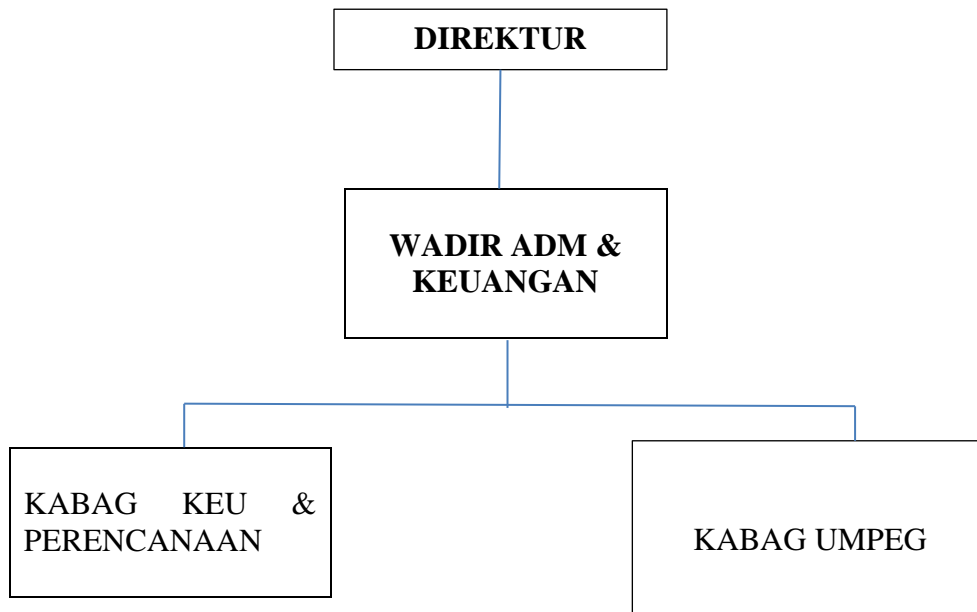 DIREKTUR
WADIR ADM &
KEUANGAN
KABAG KEU &
PERENCANAAN
KABAG UMPEG